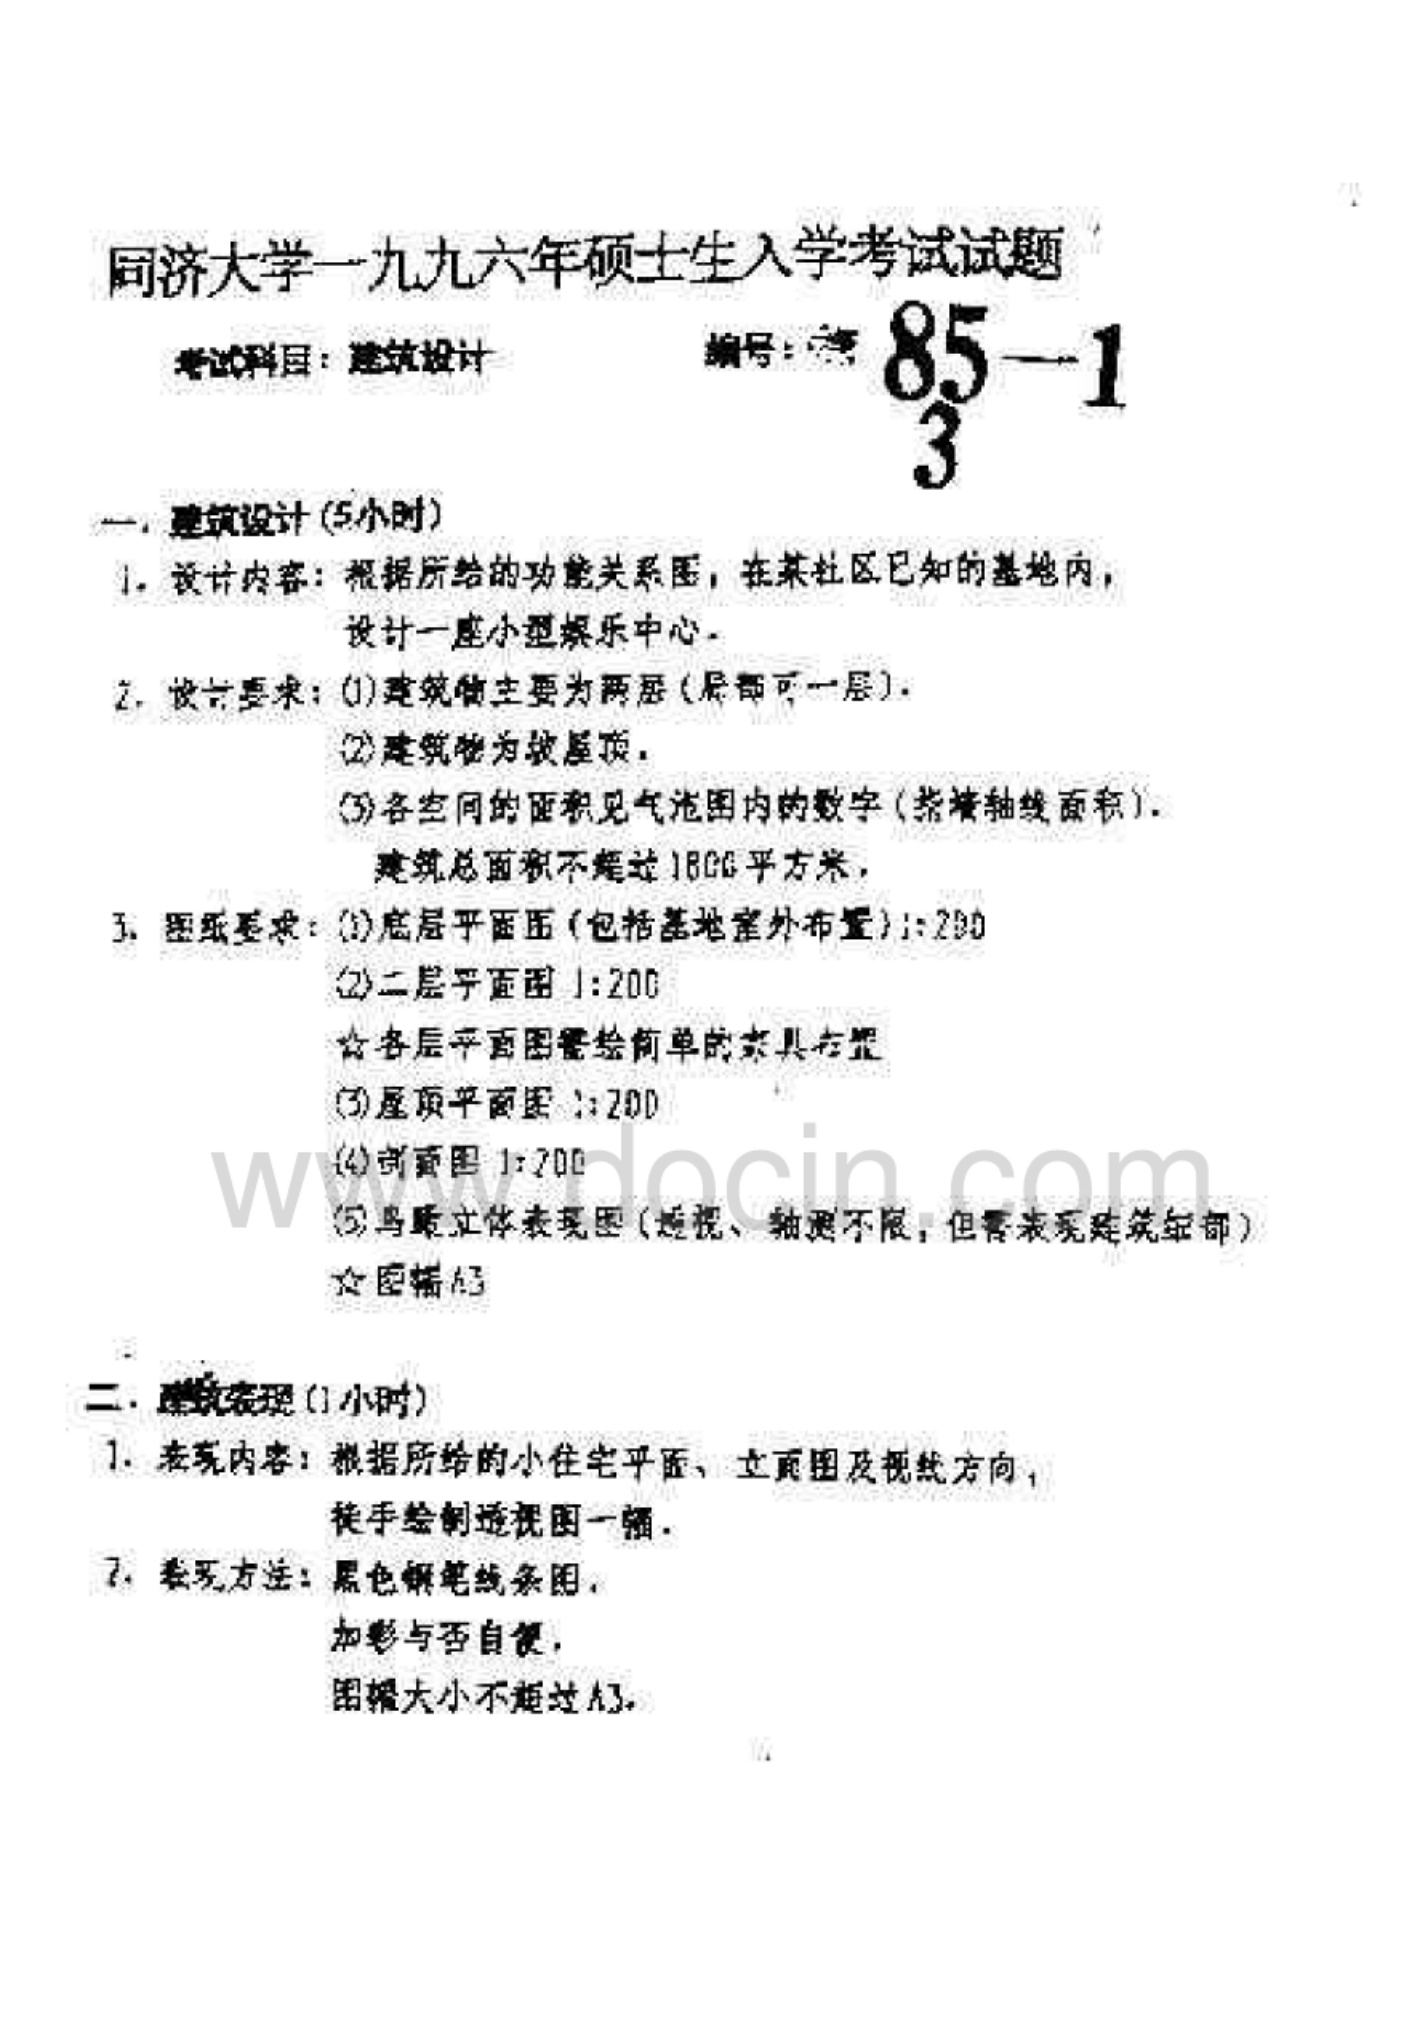 同济大学一九九六年硕士生入学考试试题
考试科目：建筑设计
编号：
85—1
3
一．建筑设计(5小时)
1．设计内容：根据所给的功能关系图，在某社区已知的基地内，
设计一座小型娱乐中心．
2．设计要求：(1)建筑物主要为两层(局部可一层)．
(2)建筑物为坡屋顶．
(3)各空间的面积见气泡图内的数字(指墙轴线面积)．
建筑总面积不超过1800平方米．
3．图纸要求：(1)底层平面图(包括基地室外布置)1:200
(2)二层平面图 1:200
☆各层平面图需绘简单的家具布置
(3)屋顶平面图 1:200
(4)剖面图 1:200
(5)鸟瞰立体表现图(透视、轴测不限，但需表现建筑细部)
☆图幅A3
www.docin.com
二．建筑表现(1小时)
1．表现内容：根据所给的小住宅平面、立面图及视线方向，
徒手绘制透视图一幅．
2．表现方法：黑色钢笔线条图．
加彩与否自便．
图幅大小不超过A3．